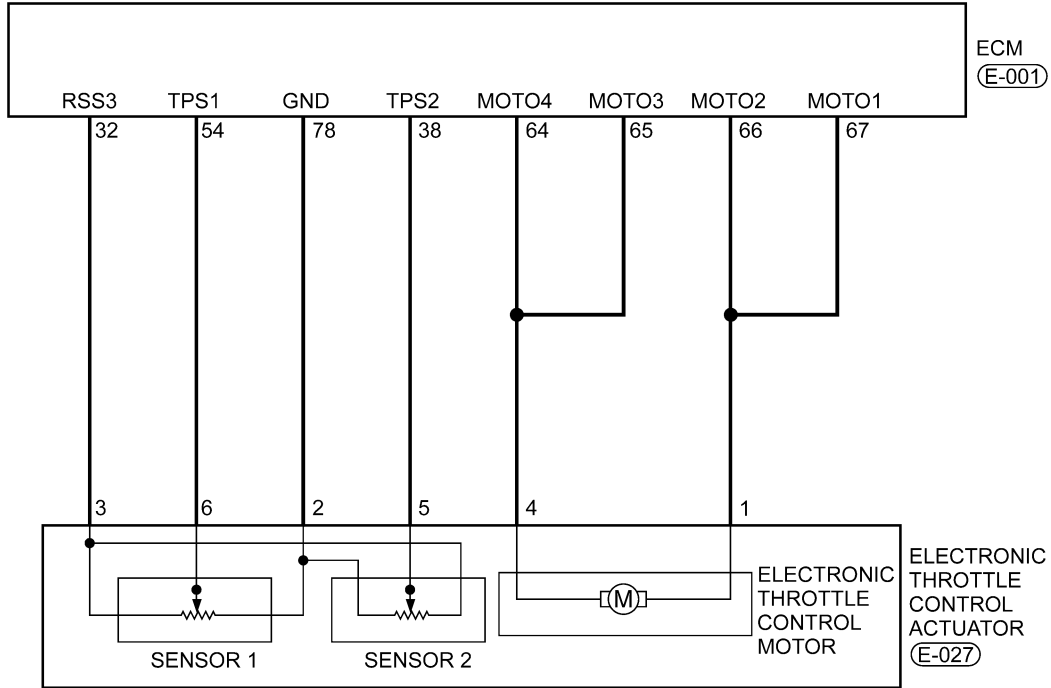 ECM
E-001
RSS3 TPS1 GND TPS2 MOTO4 MOTO3 MOTO2 MOTO1
32 54 78 38 64 65 66 67
3 6 2 5 4 1
SENSOR 1
SENSOR 2
M
ELECTRONIC
THROTTLE
CONTROL
MOTOR
ELECTRONIC
THROTTLE
CONTROL
ACTUATOR
E-027